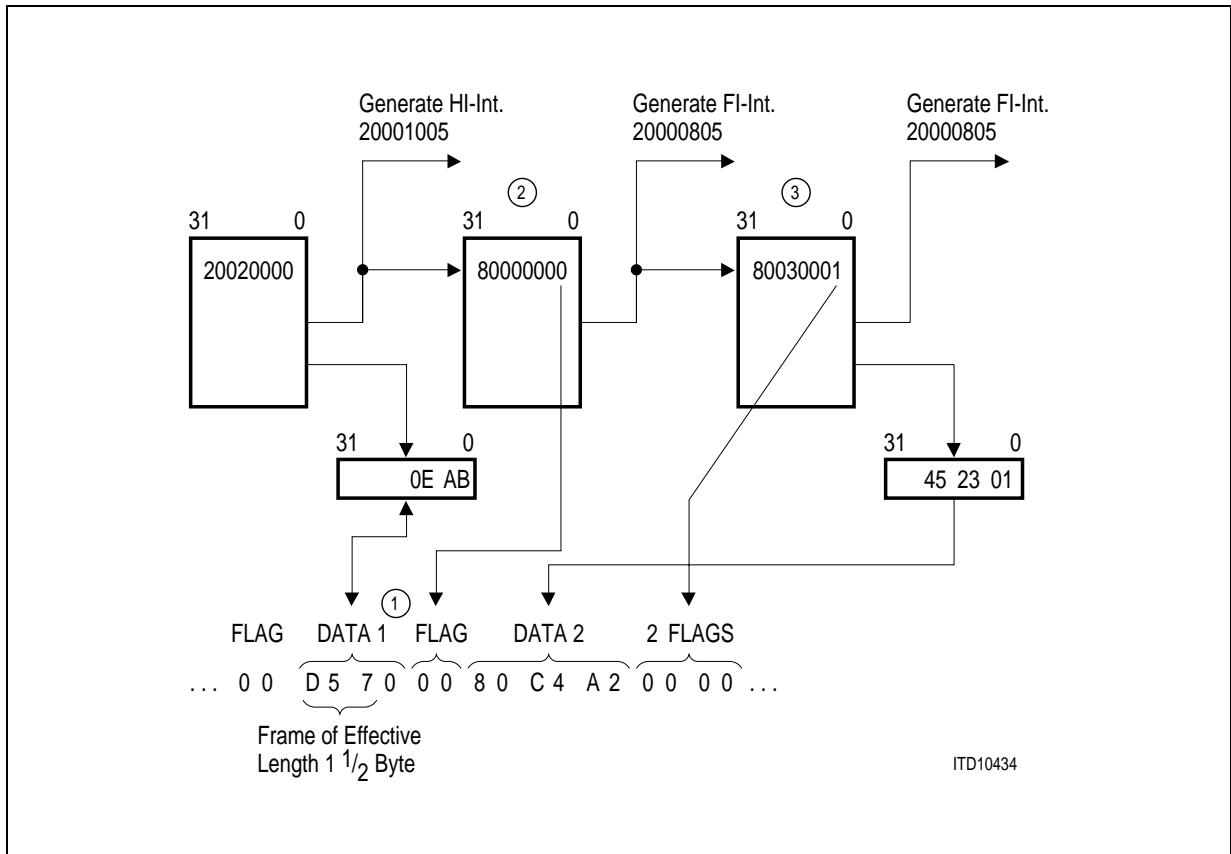 Generate HI-Int. Generate FI-Int. Generate FI-Int.
20001005 20000805 20000805
2 3
31 0 31 0 31 0
20020000 80000000 80030001
31 0 31 0
0E AB 45 23 01
1
FLAG DATA 1 FLAG DATA 2 2 FLAGS
... 0 0 D 5 7 0 0 0 8 0 C 4 A 2 0 0 0 0 ...
Frame of Effective
Length 1 1/2 Byte
ITD10434